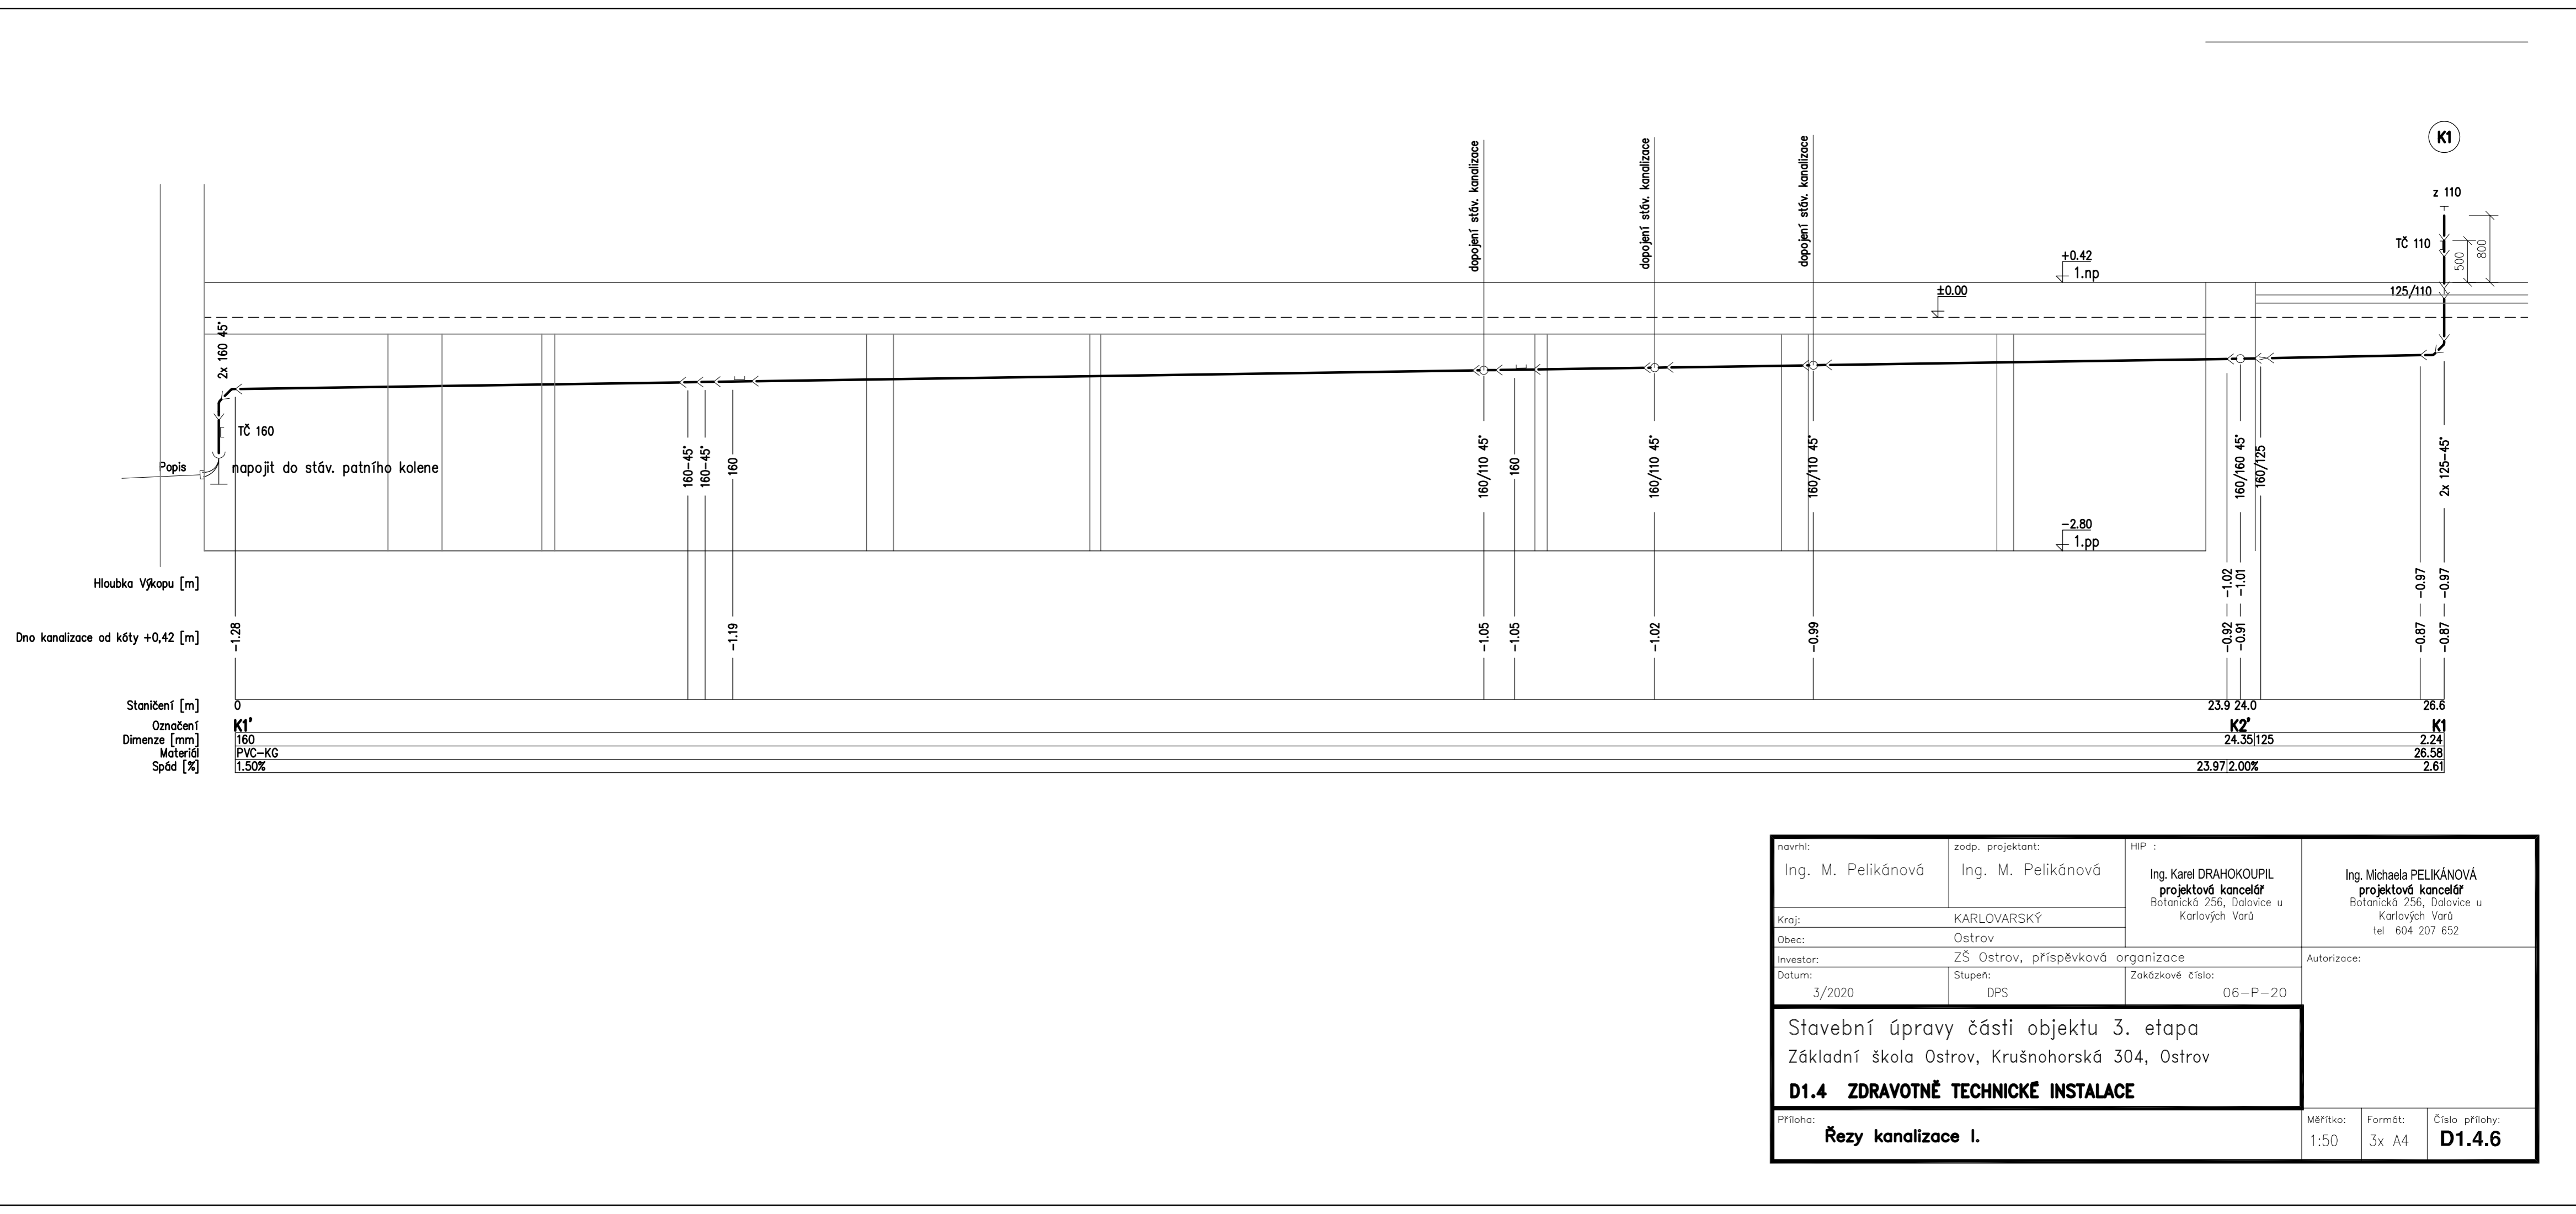 K1
z 110
TČ 110
500
800
125/110
dopojení stáv. kanalizace
dopojení stáv. kanalizace
dopojení stáv. kanalizace
+0.42
1.np
±0.00
2x 160 45°
TČ 160
Popis
napojit do stáv. patního kolene
160-45°
160-45°
160
160/110 45°
160
160/110 45°
160/110 45°
160/160 45°
160/125
2x 125-45°
-2.80
1.pp
Hloubka Výkopu [m]
-1.02
-1.01
-0.97
-0.97
Dno kanalizace od kóty +0,42 [m]
-1.28
-1.19
-1.05
-1.05
-1.02
-0.99
-0.92
-0.91
-0.87
-0.87
Staničení [m] 0 23.9 24.0 26.6
Označení K1' K2' K1
Dimenze [mm] 160 24.35 125 2.24
Materiál PVC-KG 26.58
Spád [%] 1.50% 23.97 2.00% 2.61
navrhl:
Ing. M. Pelikánová
zodp. projektant:
Ing. M. Pelikánová
HIP :
Ing. Karel DRAHOKOUPIL
projektová kancelář
Botanická 256, Dalovice u
Karlových Varů
Ing. Michaela PELIKÁNOVÁ
projektová kancelář
Botanická 256, Dalovice u
Karlových Varů
tel 604 207 652
Kraj: KARLOVARSKÝ
Obec: Ostrov
Investor: ZŠ Ostrov, příspěvková organizace
Autorizace:
Datum:
3/2020
Stupeň:
DPS
Zakázkové číslo:
06-P-20
Stavební úpravy části objektu 3. etapa
Základní škola Ostrov, Krušnohorská 304, Ostrov
D1.4 ZDRAVOTNĚ TECHNICKÉ INSTALACE
Příloha:
Řezy kanalizace I.
Měřítko:
1:50
Formát:
3x A4
Číslo přílohy:
D1.4.6